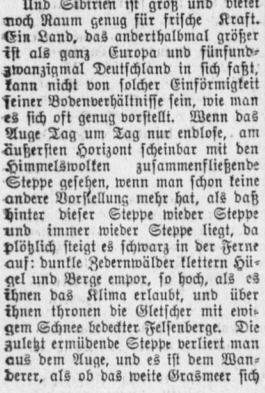 Und Sibirien ist groß und bietet
noch Raum genug für frische Kraft.
Ein Land, das anderthalbmal größer
ist als ganz Europa und fünfund-
zwanzigmal Deutschland in sich faßt,
kann nicht von solcher Einförmigkeit
seiner Bodenverhältnisse sein, wie man
es sich oft genug vorstellt. Wenn das
Auge Tag um Tag nur endlose, am
äußersten Horizont scheinbar mit den
Himmelswolken zusammenfließende
Steppe gesehen, wenn man schon keine
andere Vorstellung mehr hat, als daß
hinter dieser Steppe wieder Steppe
und immer wieder Steppe liegt, da
plötzlich steigt es schwarz in der Ferne
auf: dunkle Zedernwälder klettern Hü-
gel und Berge empor, so hoch, als es
ihnen das Klima erlaubt, und über
ihnen thronen die Gletscher mit ewi-
gem Schnee bedeckter Felsenberge. Die
zuletzt ermüdende Steppe verliert man
aus dem Auge, und es ist dem Wan-
derer, als ob das weite Grasmeer sich